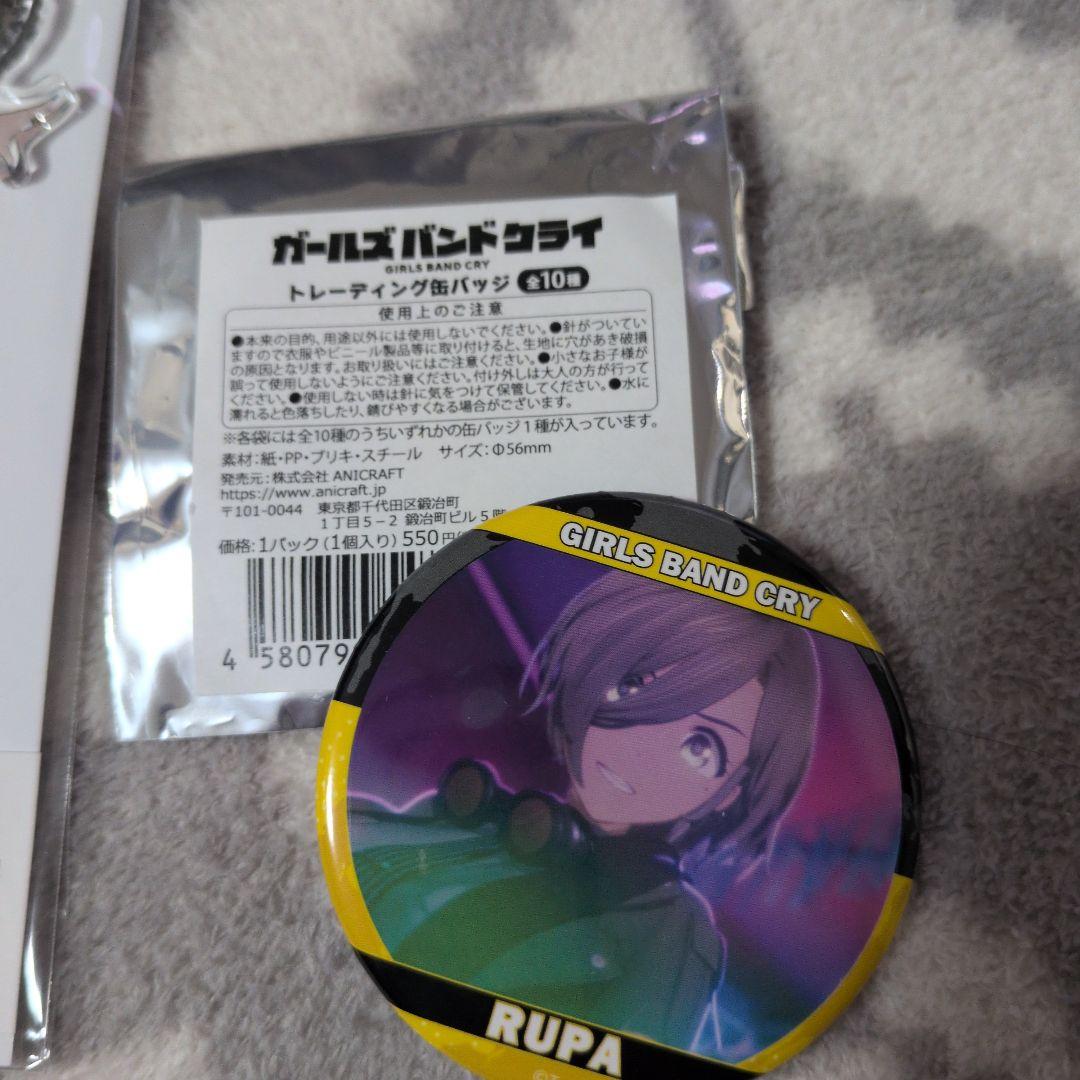 ガールズバンドクライ
GIRLS BAND CRY
トレーディング缶バッジ 全10種
使用上のご注意
●本来の目的、用途以外には使用しないでください。●針がついてい
ますので衣服やビニール製品等に取り付けると、生地に穴があき破損
の原因となります。お取り扱いにはご注意ください。●小さなお子様が
誤って使用しないようにご注意ください。付け外しは大人の方が行って
ください。●使用しない時は針に気をつけて保管してください。●水に
濡れると色落ちしたり、錆びやすくなる場合がございます。
※各袋には全10種のうちいずれかの缶バッジ1種が入っています。
素材：紙・PP・ブリキ・スチール サイズ：Φ56mm
発売元：株式会社 ANICRAFT
https://www.anicraft.jp
〒101-0044 東京都千代田区鍛冶町
1丁目5-2 鍛冶町ビル5階
価格：1パック（1個入り）550円
4 58079
GIRLS BAND CRY
RUPA
©T